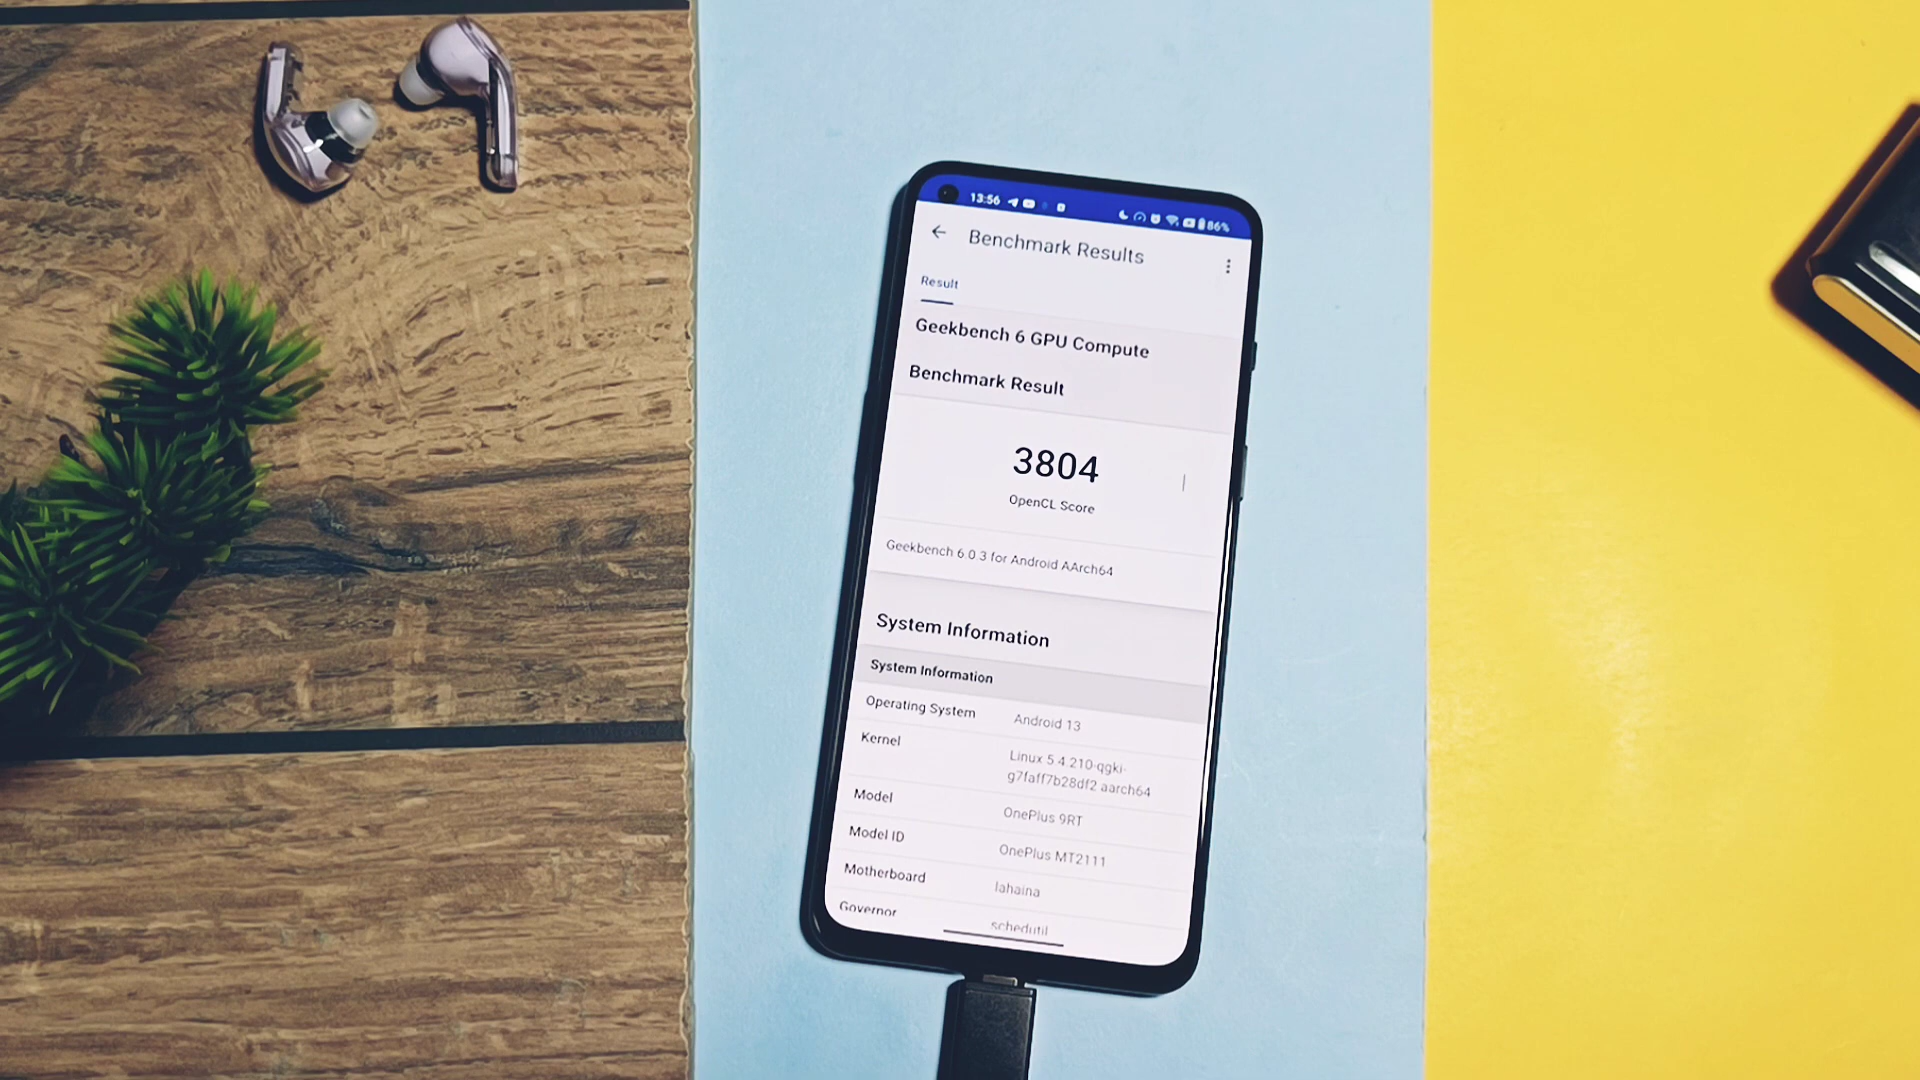 13:56
86%
Benchmark Results
Result
Geekbench 6 GPU Compute
Benchmark Result
3804
OpenCL Score
Geekbench 6.0.3 for Android AArch64
System Information
System Information
Operating System Android 13
Kernel Linux 5.4.210-qgki-
g7faff7b28df2 aarch64
Model OnePlus 9RT
Model ID OnePlus MT2111
Motherboard lahaina
Governor schedutil